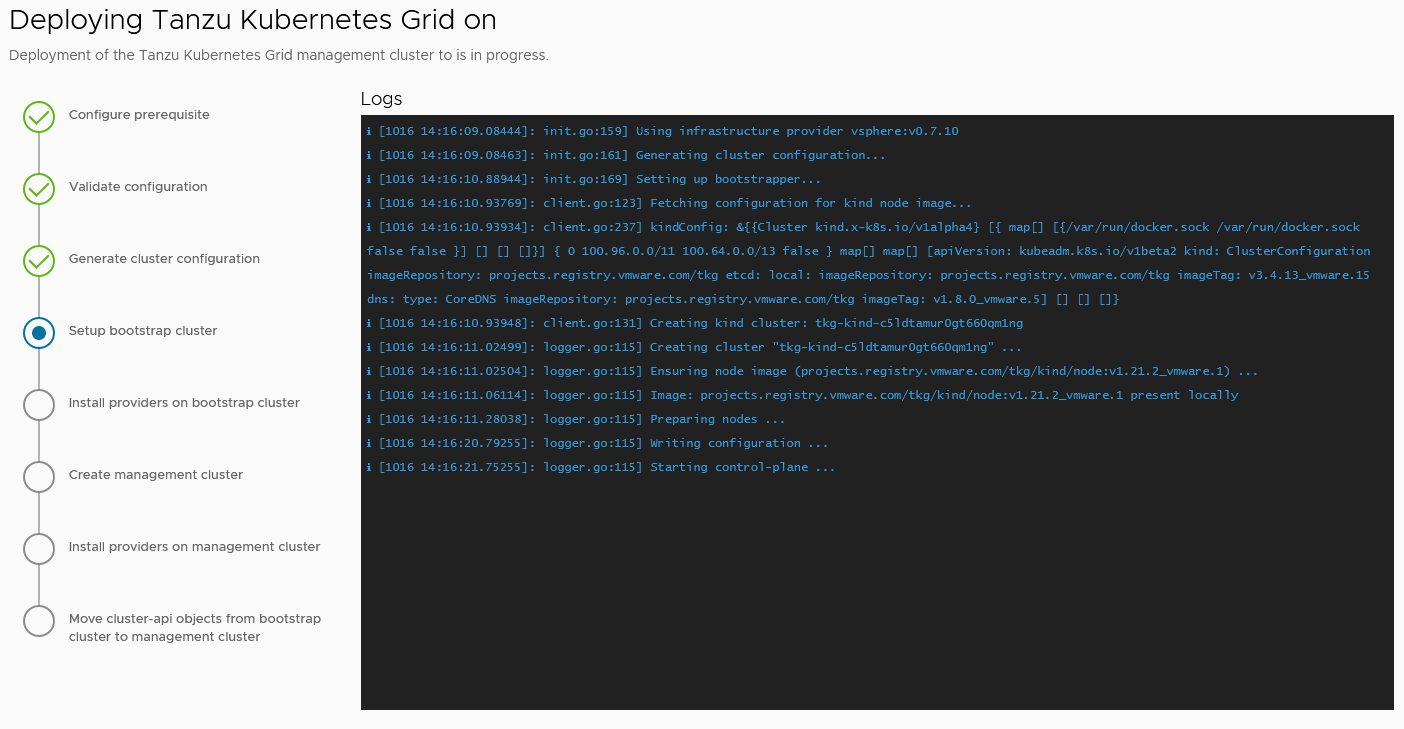 Deploying Tanzu Kubernetes Grid on
Deployment of the Tanzu Kubernetes Grid management cluster to is in progress.
Configure prerequisite
Validate configuration
Generate cluster configuration
Setup bootstrap cluster
Install providers on bootstrap cluster
Create management cluster
Install providers on management cluster
Move cluster-api objects from bootstrap
cluster to management cluster
Logs
ℹ [1016 14:16:09.08444]: init.go:159] Using infrastructure provider vsphere:v0.7.10
ℹ [1016 14:16:09.08463]: init.go:161] Generating cluster configuration...
ℹ [1016 14:16:10.88944]: init.go:169] Setting up bootstrapper...
ℹ [1016 14:16:10.93769]: client.go:123] Fetching configuration for kind node image...
ℹ [1016 14:16:10.93934]: client.go:237] kindConfig: &{{Cluster kind.x-k8s.io/v1alpha4} [{ map[] [{/var/run/docker.sock /var/run/docker.sock
false false }] [] [] []}] { 0 100.96.0.0/11 100.64.0.0/13 false } map[] map[] [apiVersion: kubeadm.k8s.io/v1beta2 kind: ClusterConfiguration
imageRepository: projects.registry.vmware.com/tkg etcd: local: imageRepository: projects.registry.vmware.com/tkg imageTag: v3.4.13_vmware.15
dns: type: CoreDNS imageRepository: projects.registry.vmware.com/tkg imageTag: v1.8.0_vmware.5] [] [] []}
ℹ [1016 14:16:10.93948]: client.go:131] Creating kind cluster: tkg-kind-c5ldtamur0gt660qm1ng
ℹ [1016 14:16:11.02499]: logger.go:115] Creating cluster "tkg-kind-c5ldtamur0gt660qm1ng" ...
ℹ [1016 14:16:11.02504]: logger.go:115] Ensuring node image (projects.registry.vmware.com/tkg/kind/node:v1.21.2_vmware.1) ...
ℹ [1016 14:16:11.06114]: logger.go:115] Image: projects.registry.vmware.com/tkg/kind/node:v1.21.2_vmware.1 present locally
ℹ [1016 14:16:11.28038]: logger.go:115] Preparing nodes ...
ℹ [1016 14:16:20.79255]: logger.go:115] Writing configuration ...
ℹ [1016 14:16:21.75255]: logger.go:115] Starting control-plane ...